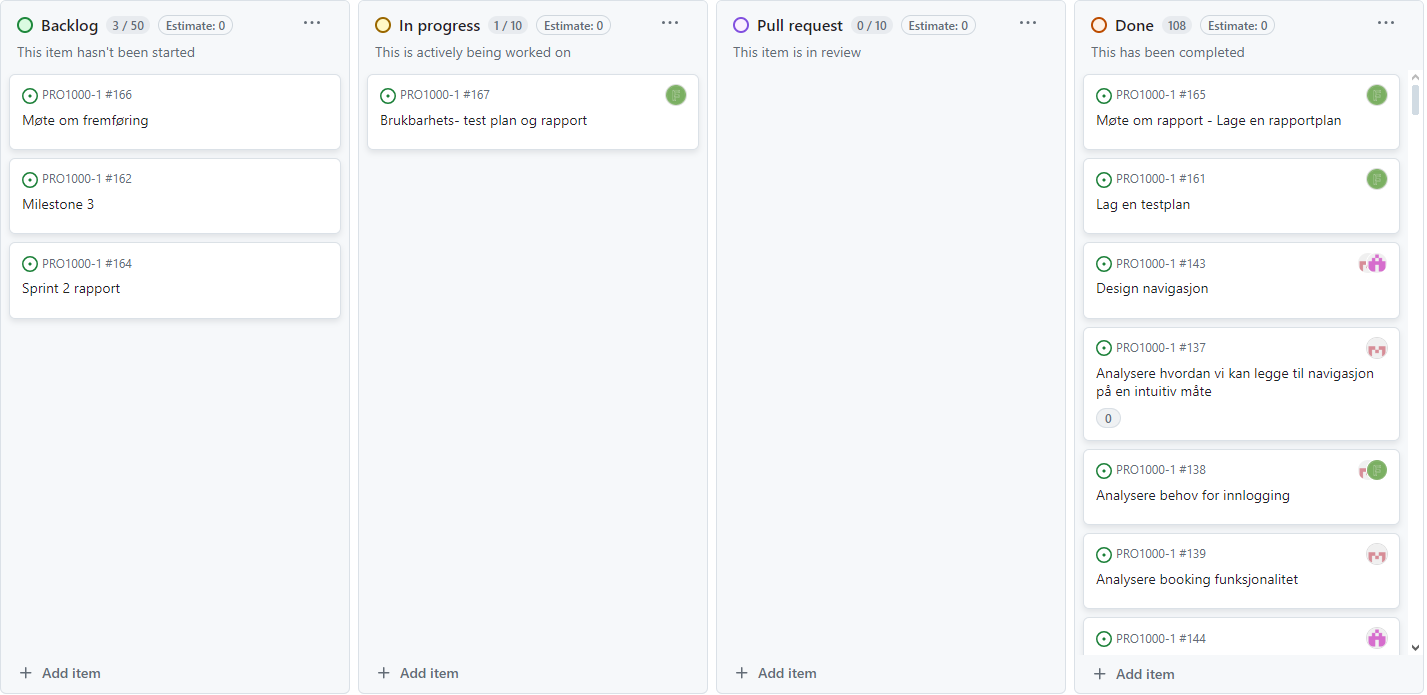 Backlog 3 / 50 Estimate: 0
This item hasn't been started
PRO1000-1 #166
Møte om fremføring
PRO1000-1 #162
Milestone 3
PRO1000-1 #164
Sprint 2 rapport
Add item
In progress 1 / 10 Estimate: 0
This is actively being worked on
PRO1000-1 #167
Brukbarhets- test plan og rapport
Add item
Pull request 0 / 10 Estimate: 0
This item is in review
Add item
Done 108 Estimate: 0
This has been completed
PRO1000-1 #165
Møte om rapport - Lage en rapportplan
PRO1000-1 #161
Lag en testplan
PRO1000-1 #143
Design navigasjon
PRO1000-1 #137
Analysere hvordan vi kan legge til navigasjon
på en intuitiv måte
0
PRO1000-1 #138
Analysere behov for innlogging
PRO1000-1 #139
Analysere booking funksjonalitet
PRO1000-1 #144
Add item